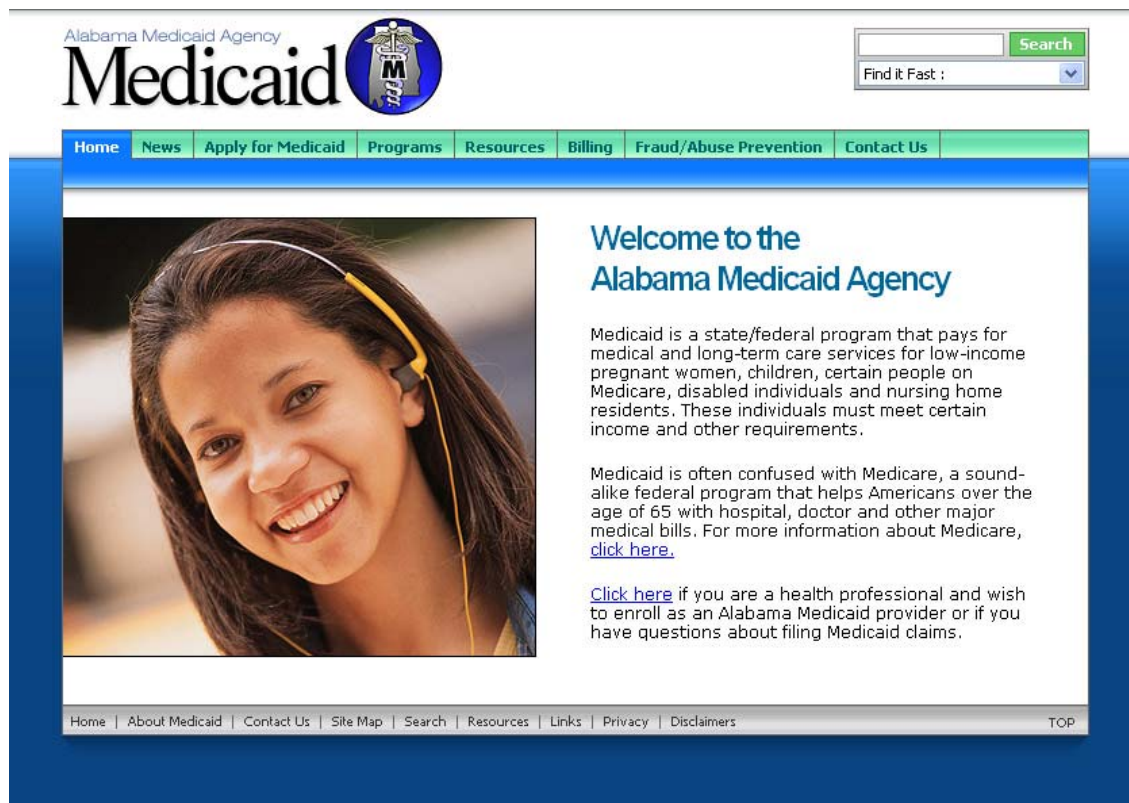 Alabama Medicaid Agency
Medicaid
M
Search
Find it Fast :
Home News Apply for Medicaid Programs Resources Billing Fraud/Abuse Prevention Contact Us
Welcome to the
Alabama Medicaid Agency
Medicaid is a state/federal program that pays for
medical and long-term care services for low-income
pregnant women, children, certain people on
Medicare, disabled individuals and nursing home
residents. These individuals must meet certain
income and other requirements.
Medicaid is often confused with Medicare, a sound-
alike federal program that helps Americans over the
age of 65 with hospital, doctor and other major
medical bills. For more information about Medicare,
click here.
Click here if you are a health professional and wish
to enroll as an Alabama Medicaid provider or if you
have questions about filing Medicaid claims.
Home | About Medicaid | Contact Us | Site Map | Search | Resources | Links | Privacy | Disclaimers TOP